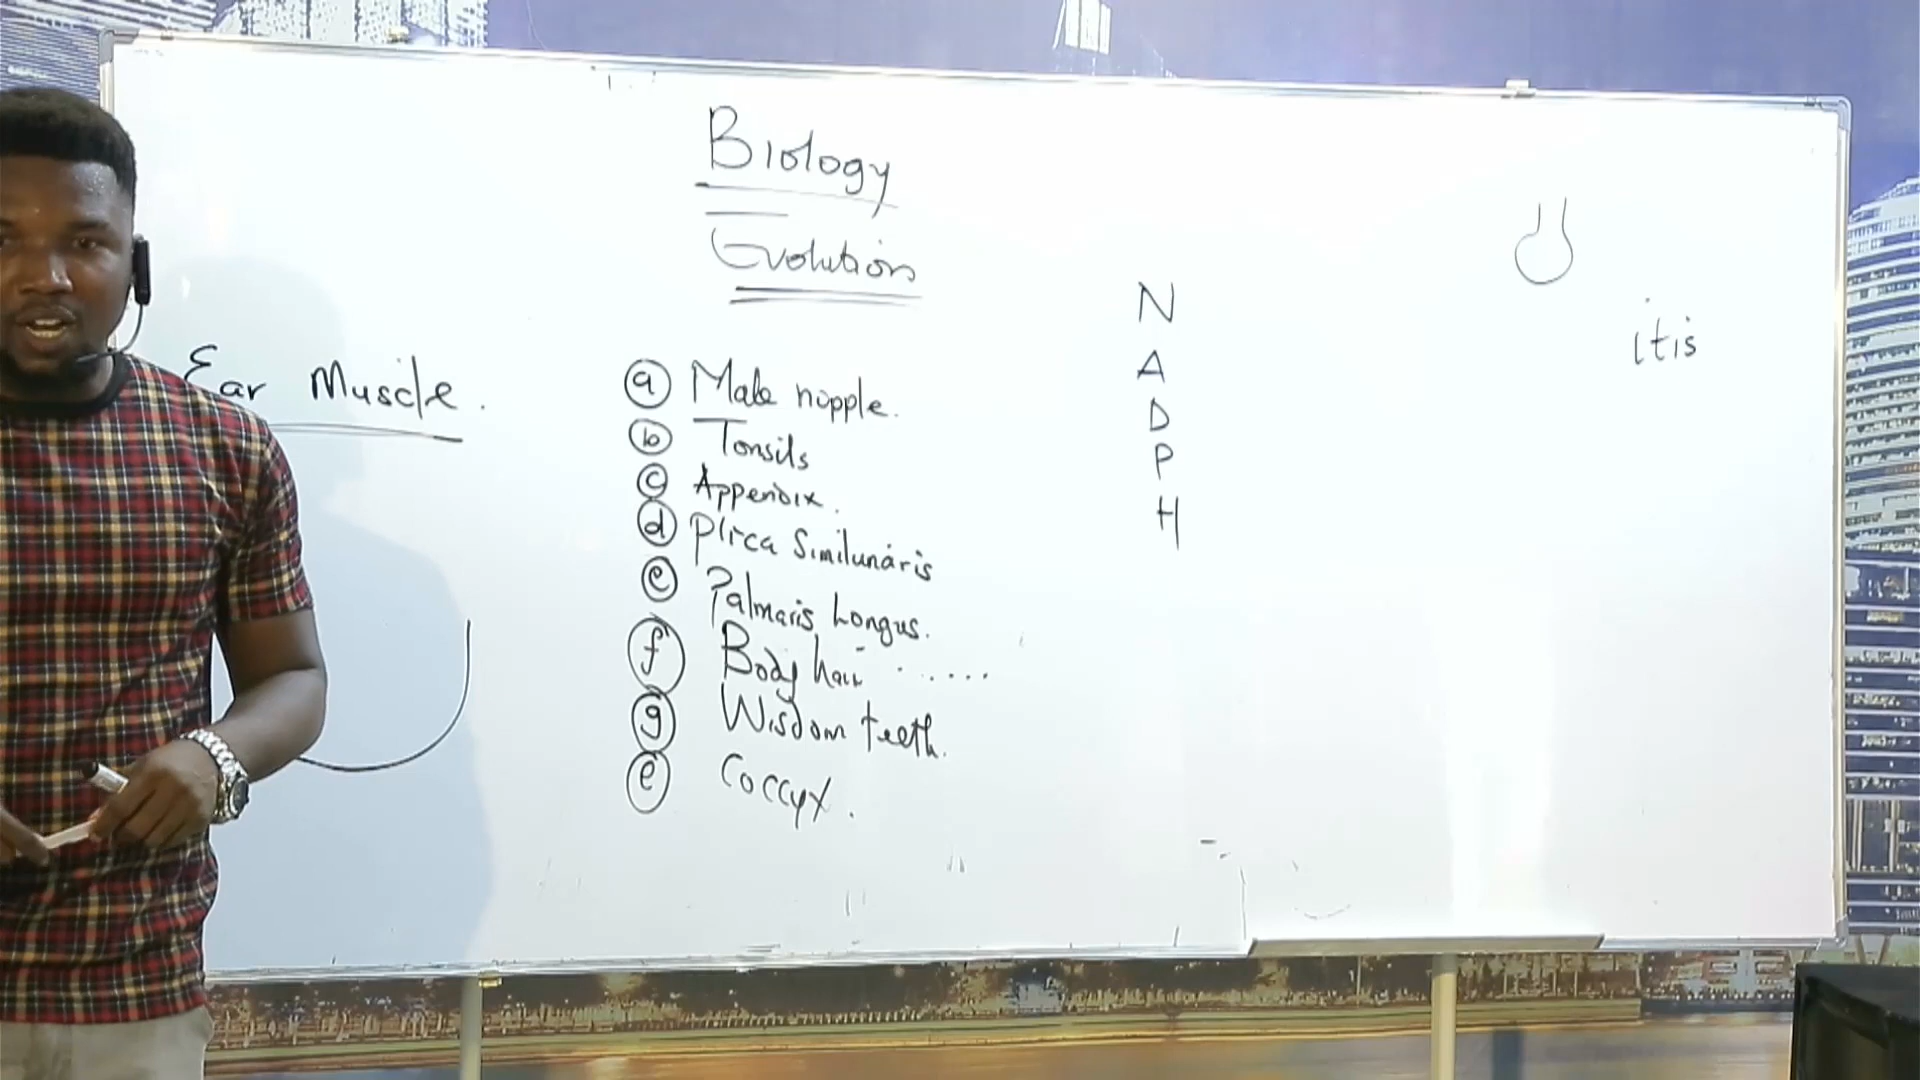 Biology
Evolution
Ear Muscle.
a Male nipple.
b Tonsils
c Appendix.
d Plica Similunaris
e Palmaris Longus.
f Body hair ......
g Wisdom teeth.
e Coccyx.
N
A
D
P
H
itis